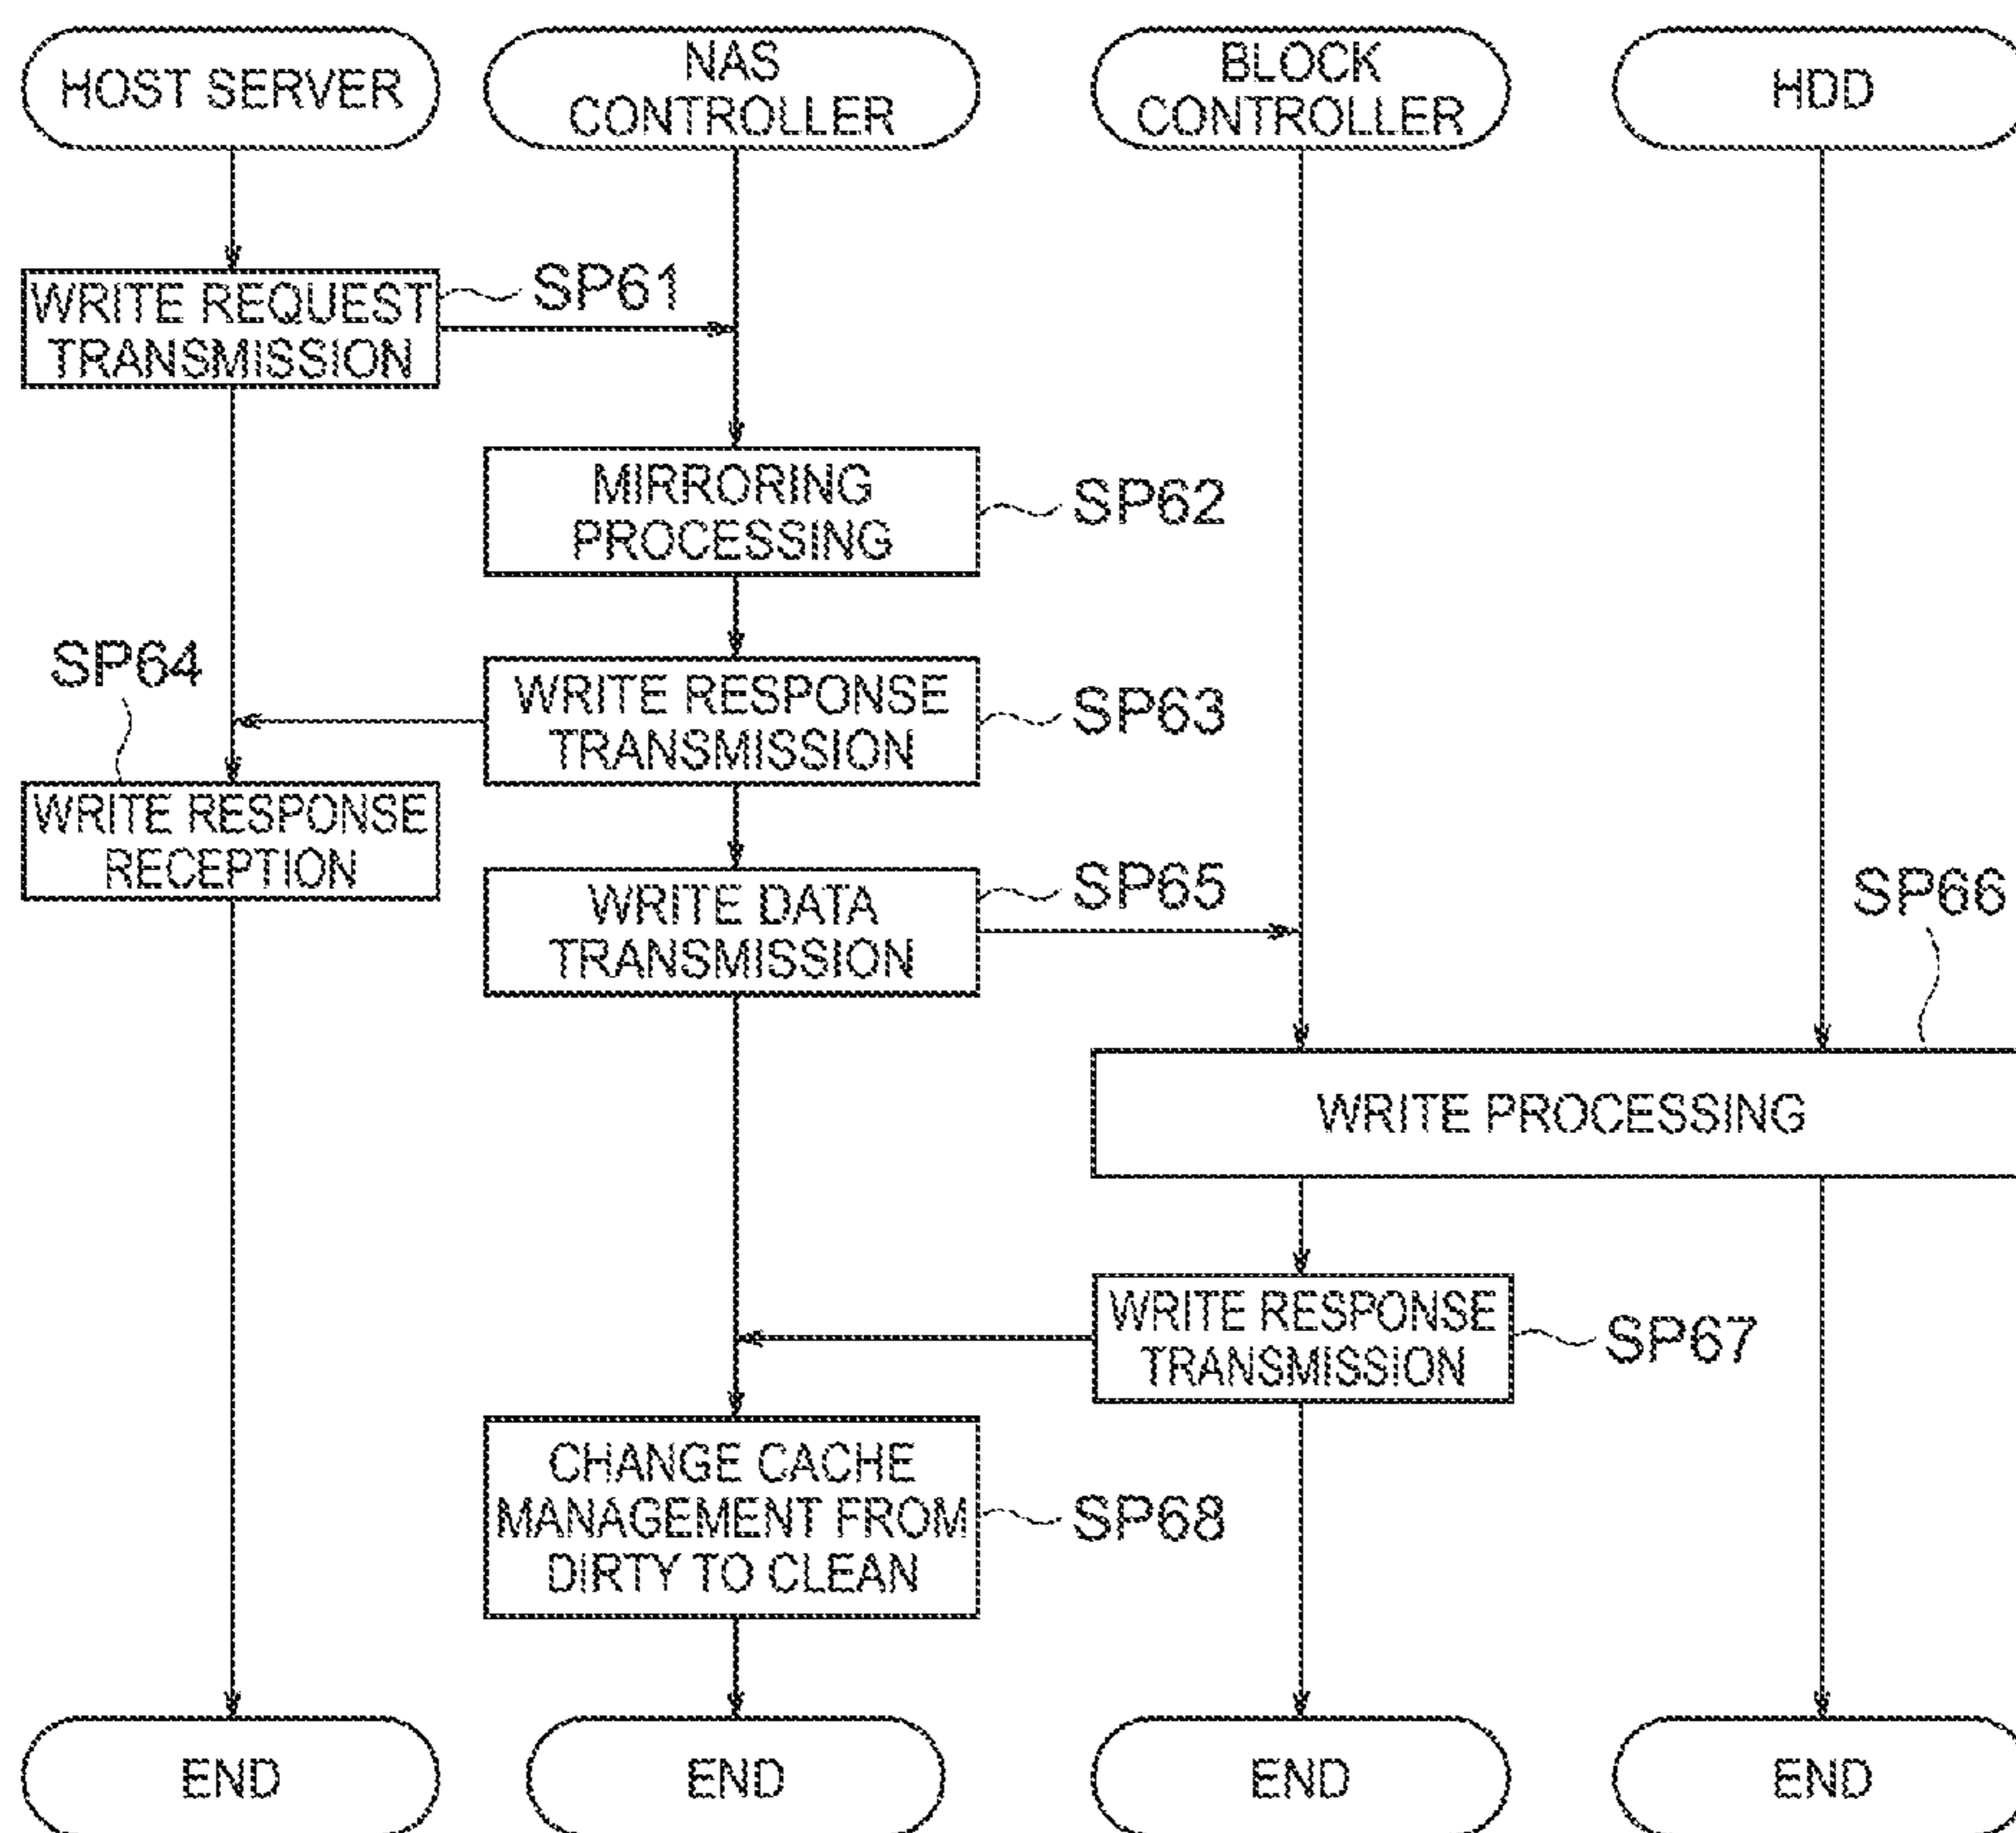 HOST SERVER
NAS
CONTROLLER
BLOCK
CONTROLLER
HDD
WRITE REQUEST
TRANSMISSION
SP61
MIRRORING
PROCESSING
SP62
SP64
WRITE RESPONSE
TRANSMISSION
SP63
WRITE RESPONSE
RECEPTION
WRITE DATA
TRANSMISSION
SP65
SP66
WRITE PROCESSING
WRITE RESPONSE
TRANSMISSION
SP67
CHANGE CACHE
MANAGEMENT FROM
DIRTY TO CLEAN
SP68
END
END
END
END